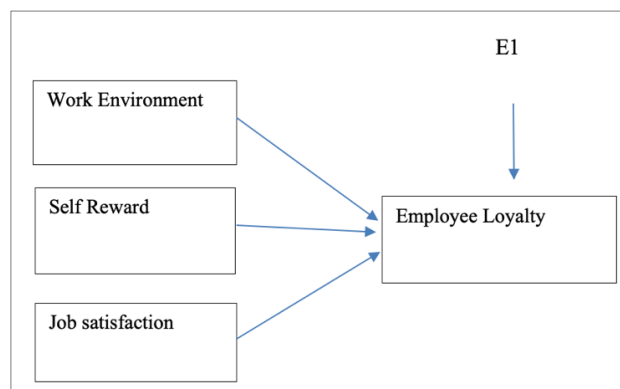 E1
Work Environment
Self Reward
Employee Loyalty
Job satisfaction